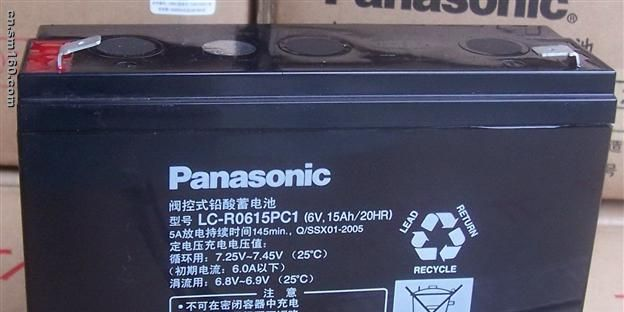 Panasonic
cn.sm160.com
Panasonic
阀控式铅酸蓄电池
型号 LC-R0615PC1 (6V,15Ah/20HR)
5A放电持续时间145min., Q/SSX01-2005
定电压充电电压值:
循环用: 7.25V~7.45V (25℃)
(初期电流: 6.0A以下)
涓流用: 6.8V~6.9V (25℃)
注 意
• 不可在密闭容器中充电
LEAD
RETURN
RECYCLE
池